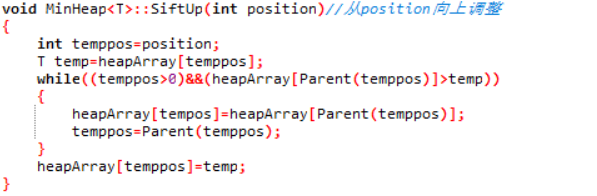 void MinHeap<T>::SiftUp(int position)//从position向上调整
{
    int temppos=position;
    T temp=heapArray[temppos];
    while((temppos>0)&&(heapArray[Parent(temppos)]>temp))
    {
        heapArray[tempos]=heapArray[Parent(temppos)];
        temppos=Parent(temppos);
    }
    heapArray[temppos]=temp;
}